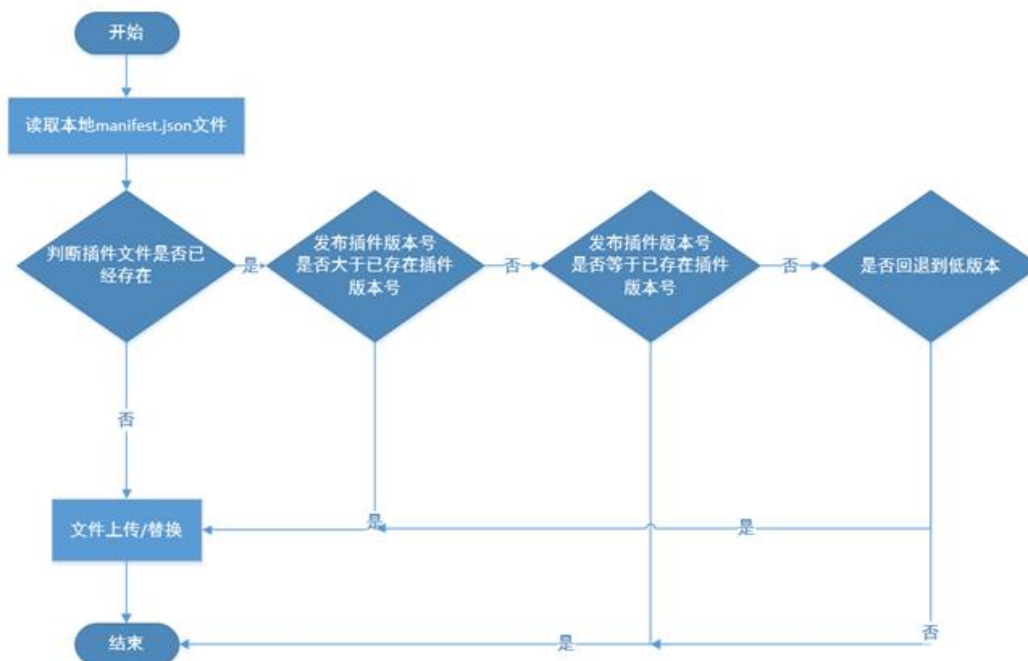 开始
读取本地manifest.json文件
判断插件文件是否已
经存在
是
发布插件版本号
是否大于已存在插件
版本号
否
发布插件版本号
是否等于已存在插件
版本号
否
是否回退到低版本
否
文件上传/替换
是
是
结束
是
否